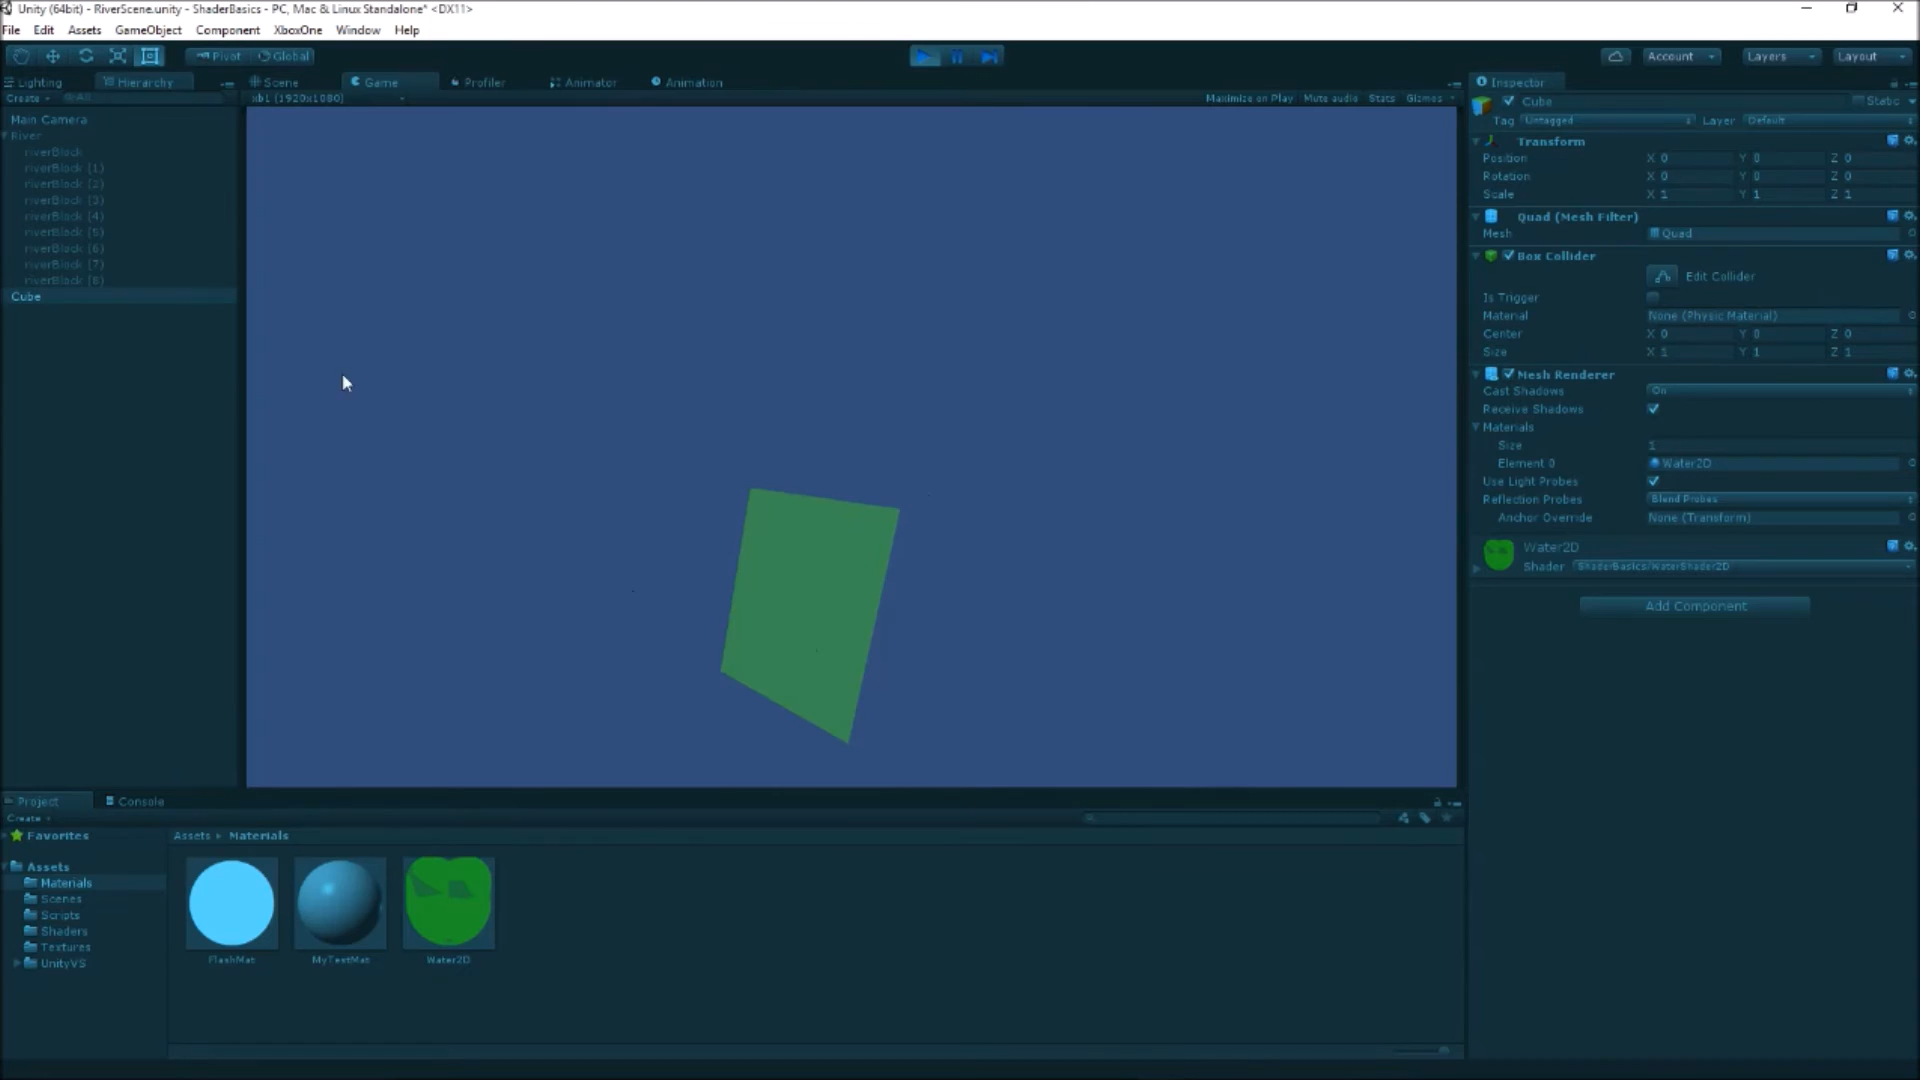 Unity (64bit) - RiverScene.unity - ShaderBasics - PC, Mac & Linux Standalone* <DX11>
File Edit Assets GameObject Component XboxOne Window Help
Pivot Global Account Layers Layout
Lighting Hierarchy Scene Game Profiler Animator Animation Inspector
Create All xb1 (1920x1080) Maximize on Play Mute audio Stats Gizmos
Cube Static
Tag Untagged Layer Default
Main Camera
River
riverBlock
riverBlock (1)
riverBlock (2)
riverBlock (3)
riverBlock (4)
riverBlock (5)
riverBlock (6)
riverBlock (7)
riverBlock (8)
Cube
Transform
Position X 0 Y 0 Z 0
Rotation X 0 Y 0 Z 0
Scale X 1 Y 1 Z 1
Quad (Mesh Filter)
Mesh Quad
Box Collider
Edit Collider
Is Trigger
Material None (Physic Material)
Center X 0 Y 0 Z 0
Size X 1 Y 1 Z 1
Mesh Renderer
Cast Shadows On
Receive Shadows
Materials
Size 1
Element 0 Water2D
Use Light Probes
Reflection Probes Blend Probes
Anchor Override None (Transform)
Water2D
Shader ShaderBasics/WaterShader2D
Add Component
Project Console
Create
Favorites
Assets
Materials
Scenes
Scripts
Shaders
Textures
UnityVS
Assets Materials
FlashMat MyTestMat Water2D